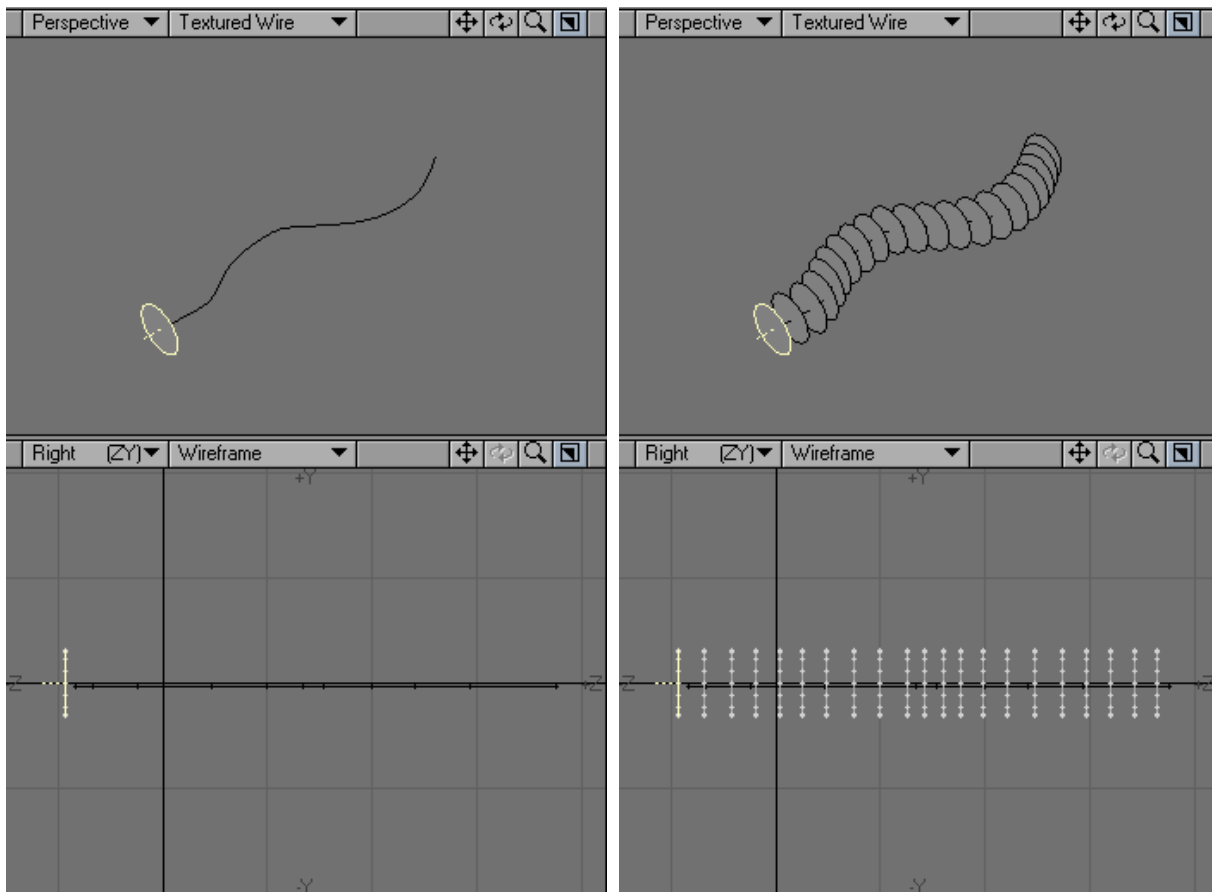 Perspective Textured Wire Perspective Textured Wire
Right (ZY) Wireframe Right (ZY) Wireframe
+Y +Y
-Z +Z -Z +Z
-Y -Y